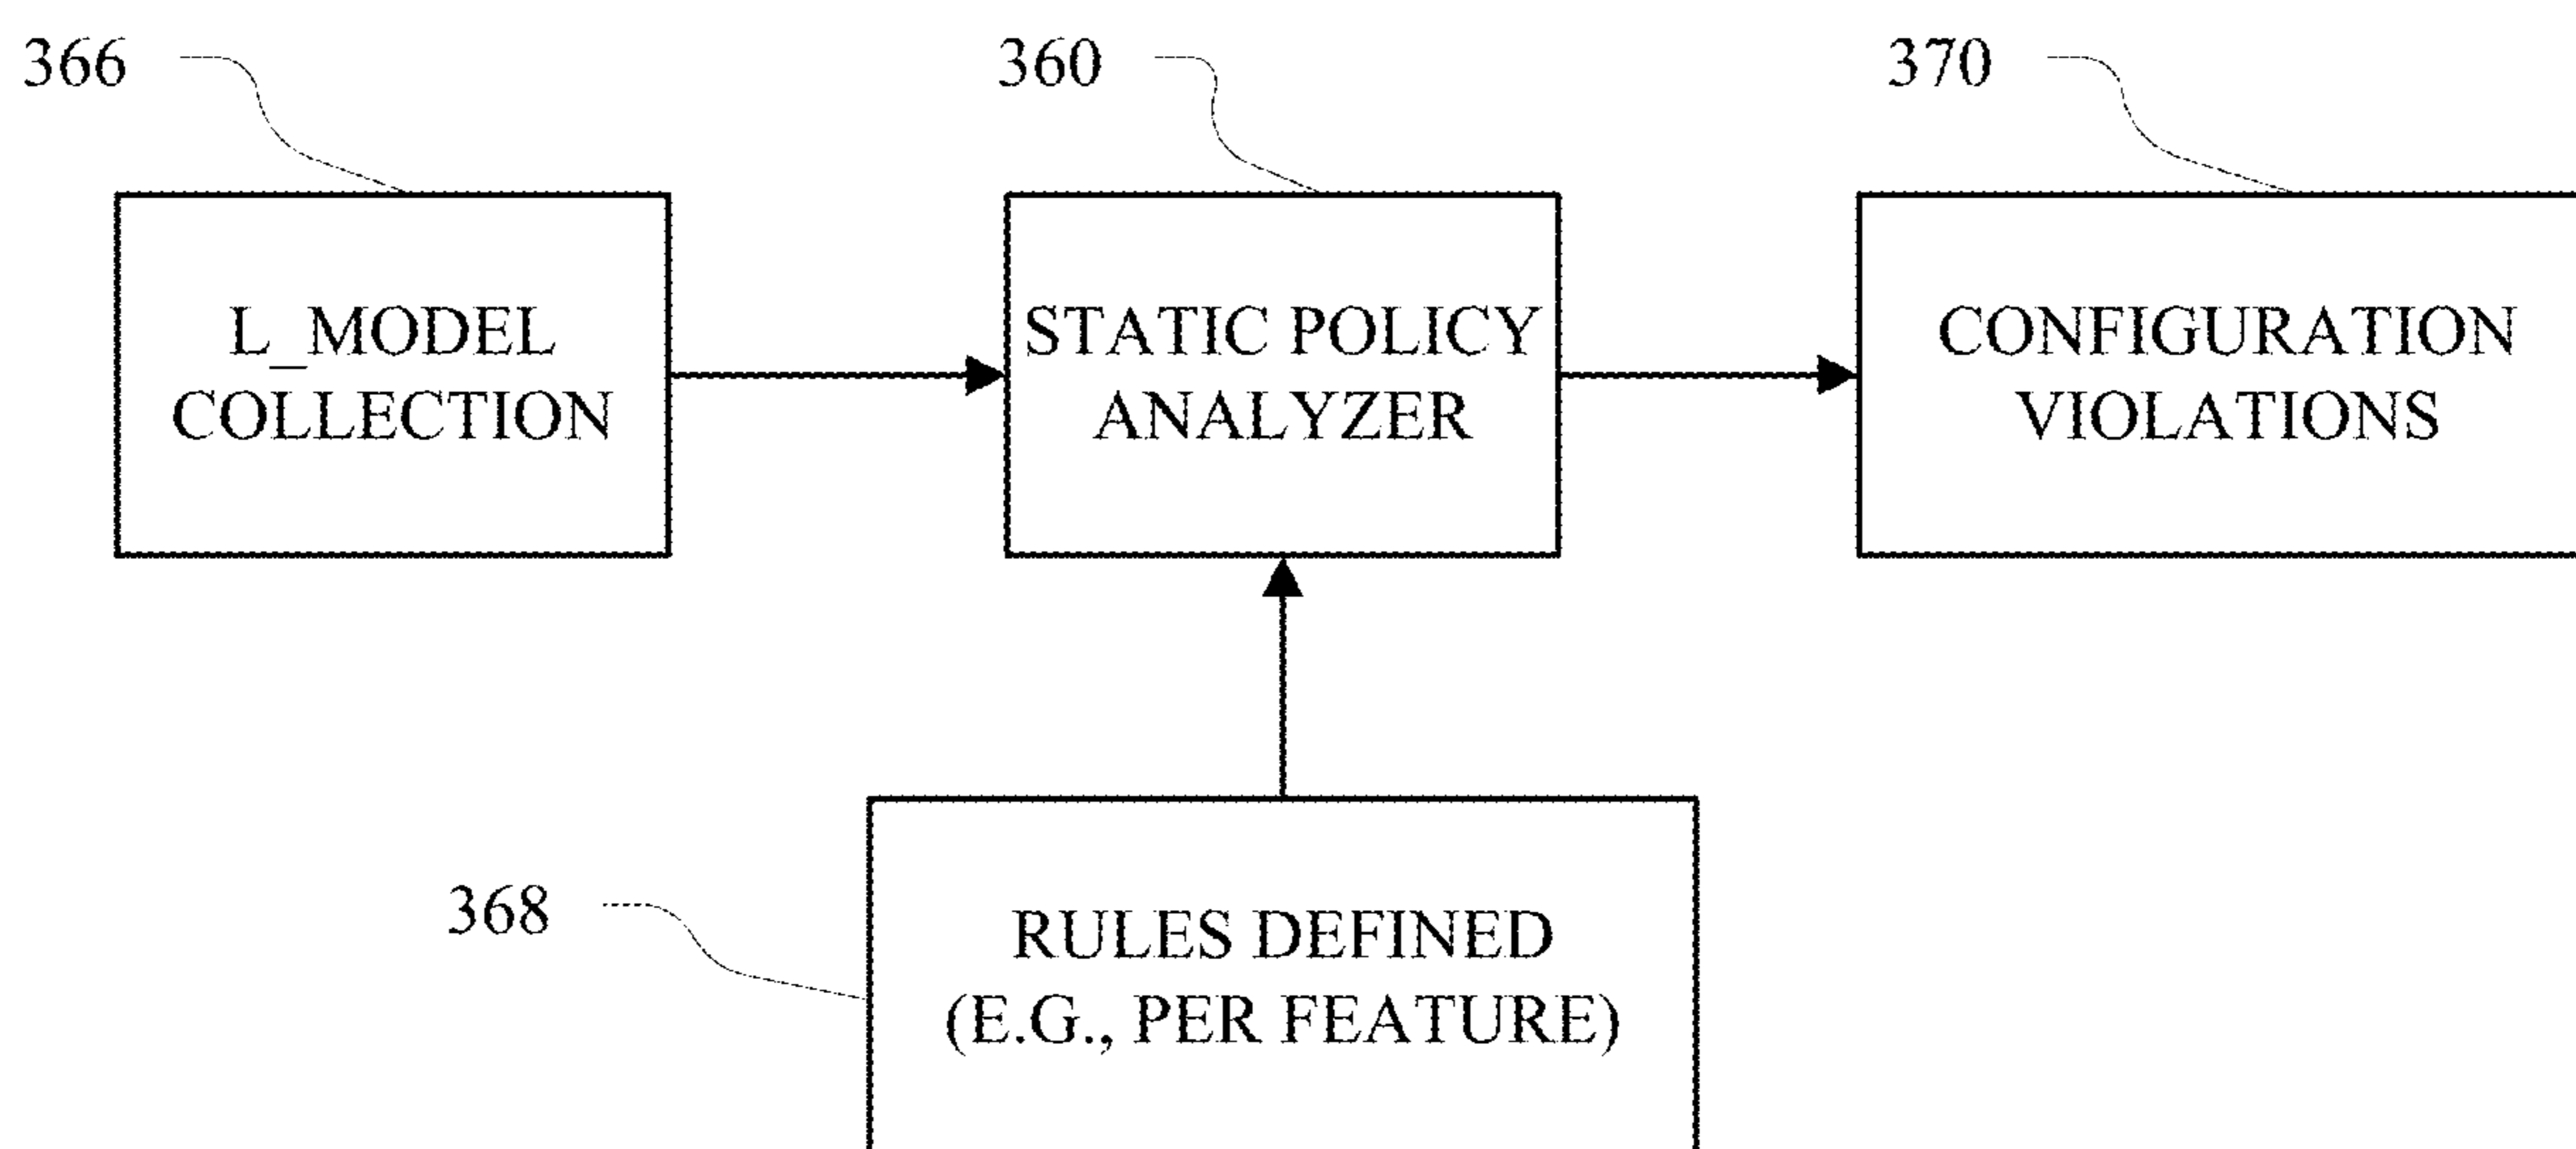 366
360
370
L_MODEL
COLLECTION
STATIC POLICY
ANALYZER
CONFIGURATION
VIOLATIONS
368
RULES DEFINED
(E.G., PER FEATURE)